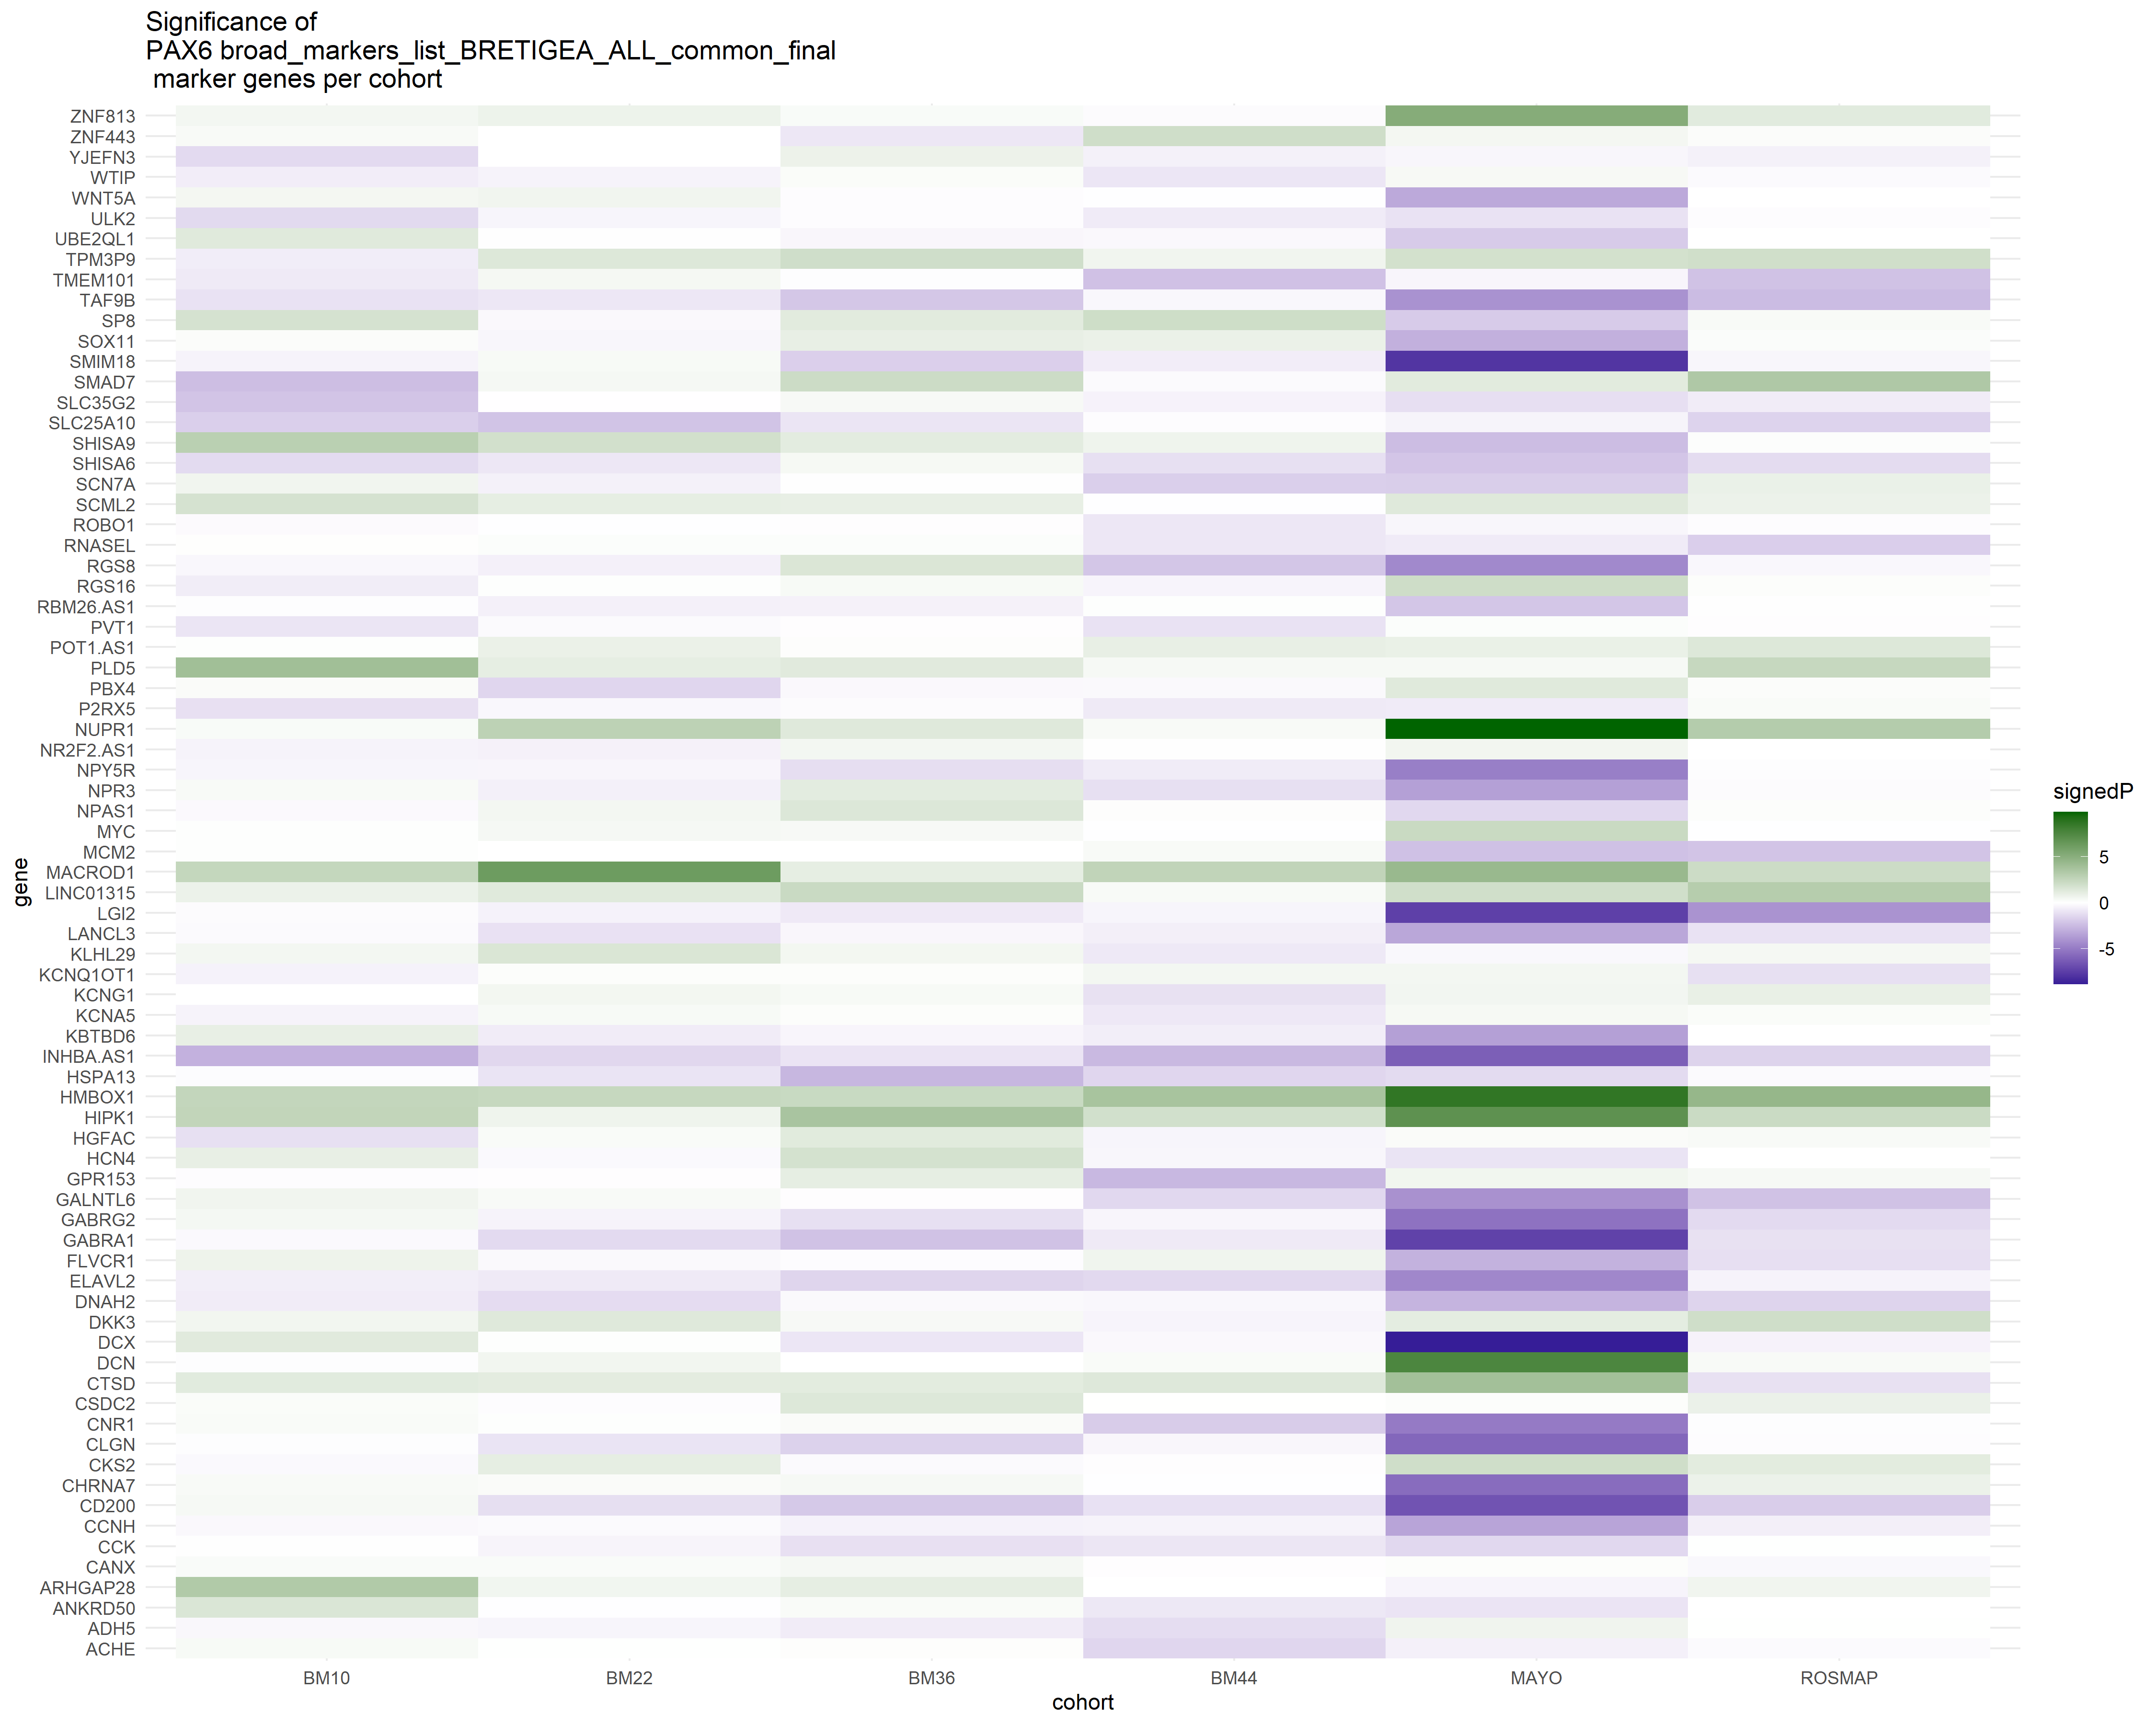 Significance of
PAX6 broad_markers_list_BRETIGEA_ALL_common_final
marker genes per cohort
ZNF813
ZNF443
YJEFN3
WTIP
WNT5A
ULK2
UBE2QL1
TPM3P9
TMEM101
TAF9B
SP8
SOX11
SMIM18
SMAD7
SLC35G2
SLC25A10
SHISA9
SHISA6
SCN7A
SCML2
ROBO1
RNASEL
RGS8
RGS16
RBM26.AS1
PVT1
POT1.AS1
PLD5
PBX4
P2RX5
NUPR1
NR2F2.AS1
NPY5R
NPR3
NPAS1
MYC
MCM2
MACROD1
LINC01315
LGI2
LANCL3
KLHL29
KCNQ1OT1
KCNG1
KCNA5
KBTBD6
INHBA.AS1
HSPA13
HMBOX1
HIPK1
HGFAC
HCN4
GPR153
GALNTL6
GABRG2
GABRA1
FLVCR1
ELAVL2
DNAH2
DKK3
DCX
DCN
CTSD
CSDC2
CNR1
CLGN
CKS2
CHRNA7
CD200
CCNH
CCK
CANX
ARHGAP28
ANKRD50
ADH5
ACHE
gene
BM10 BM22 BM36 BM44 MAYO ROSMAP
cohort
signedP
5
0
-5